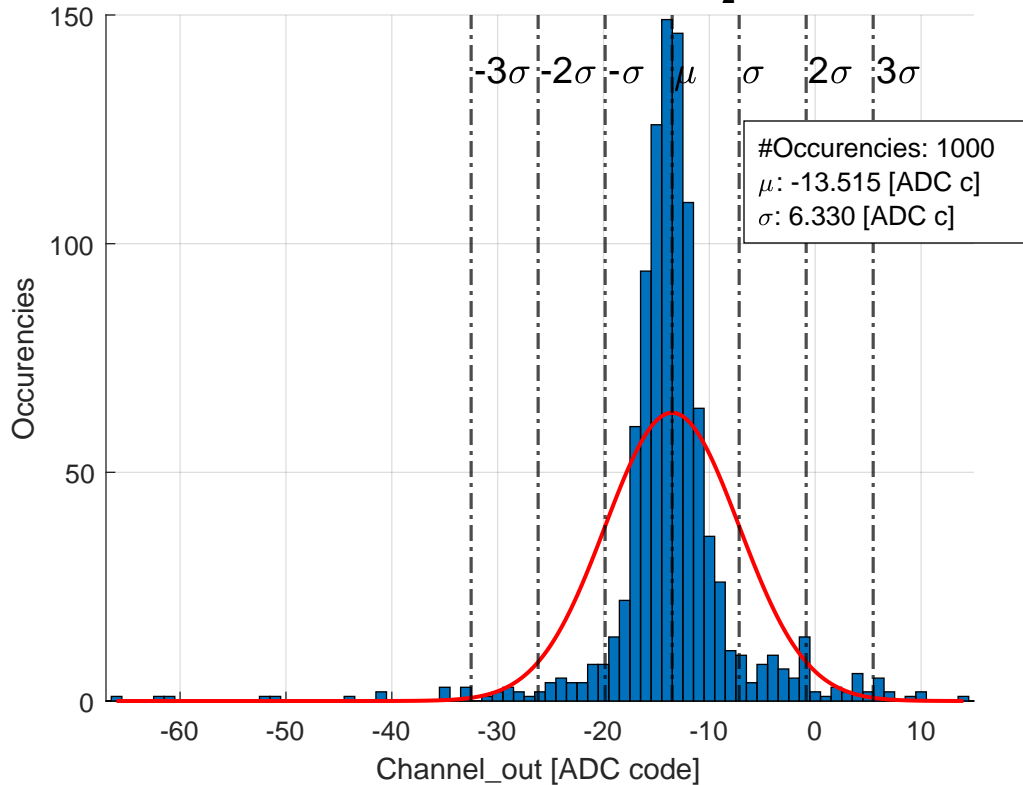 2
150
-3σ -2σ -σ μ σ 2σ 3σ
#Occurencies: 1000
μ: -13.515 [ADC c]
σ: 6.330 [ADC c]
100
50
0
Occurencies
-60 -50 -40 -30 -20 -10 0 10
Channel_out [ADC code]